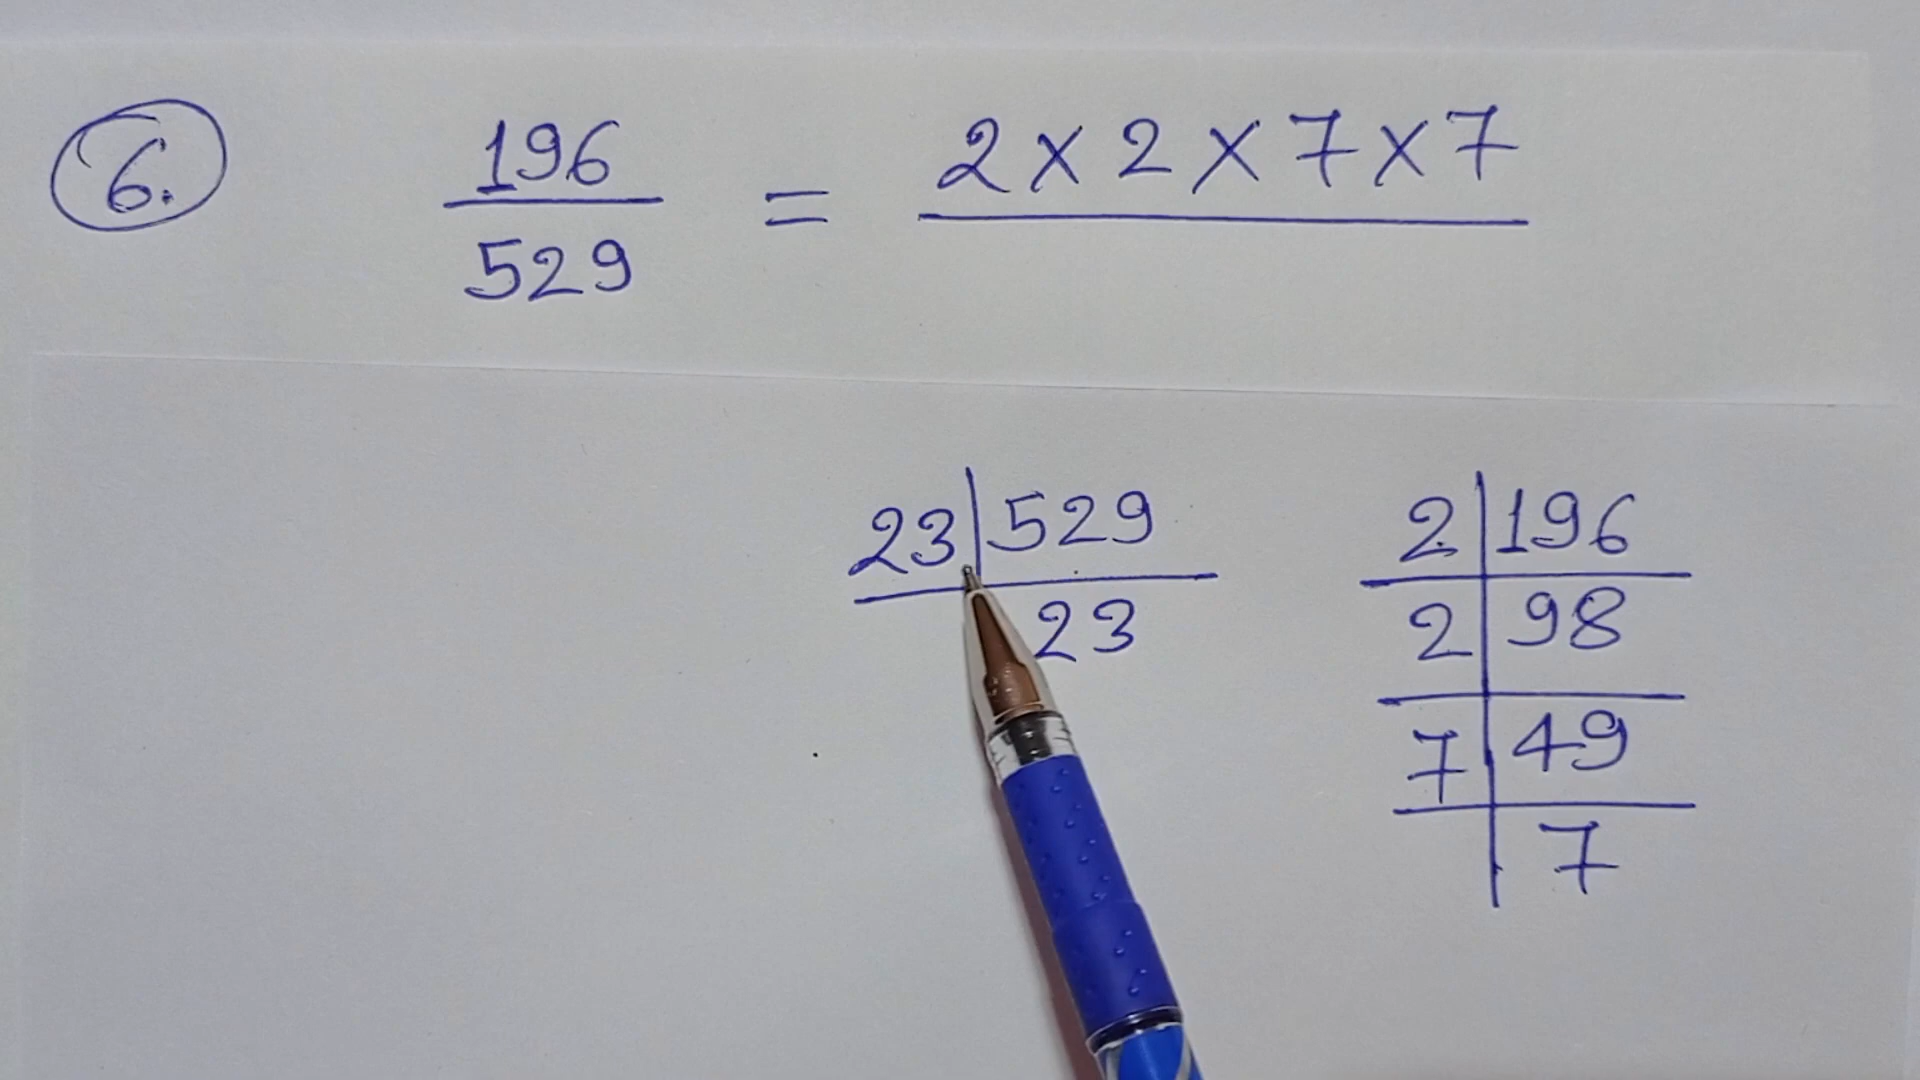 6.
196 / 529 = 2 × 2 × 7 × 7
23 | 529
23
2 | 196
2 | 98
7 | 49
7